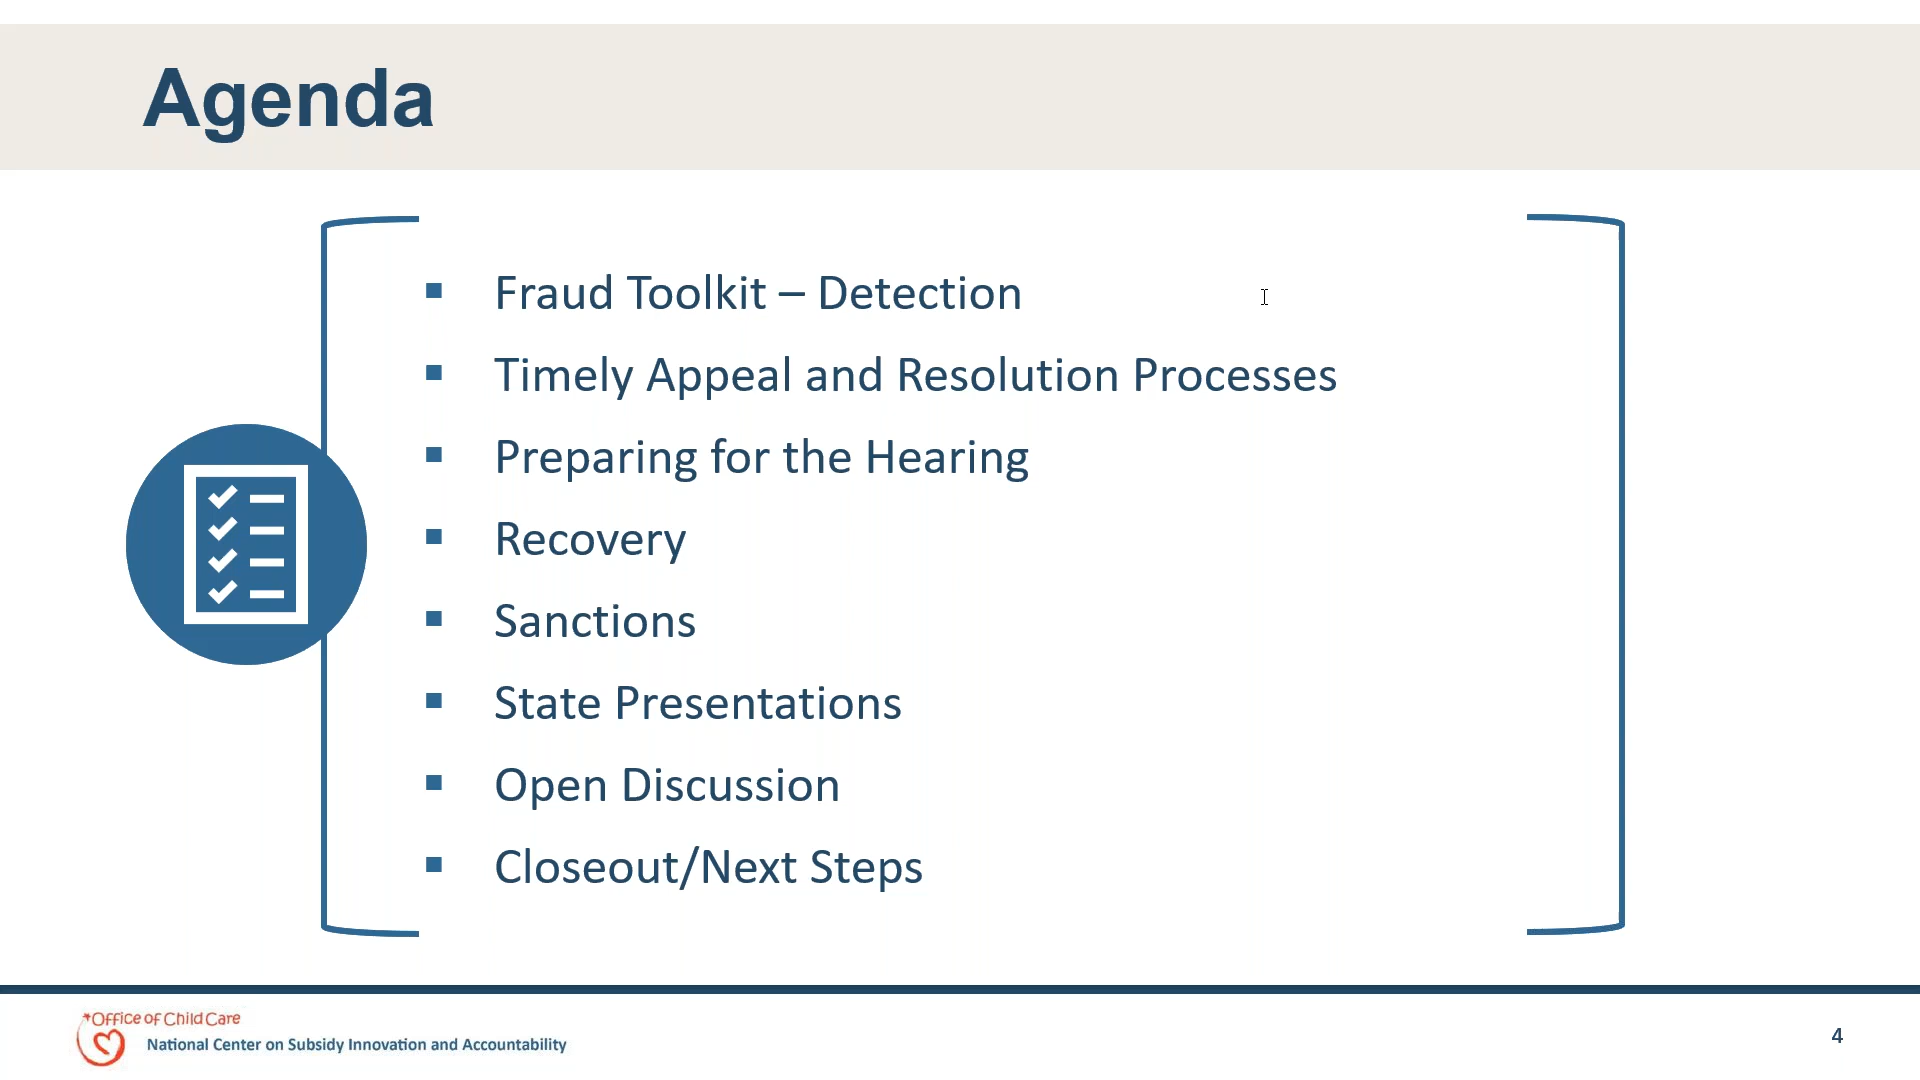 Agenda
Fraud Toolkit – Detection
Timely Appeal and Resolution Processes
Preparing for the Hearing
Recovery
Sanctions
State Presentations
Open Discussion
Closeout/Next Steps
Office of Child Care
National Center on Subsidy Innovation and Accountability
4